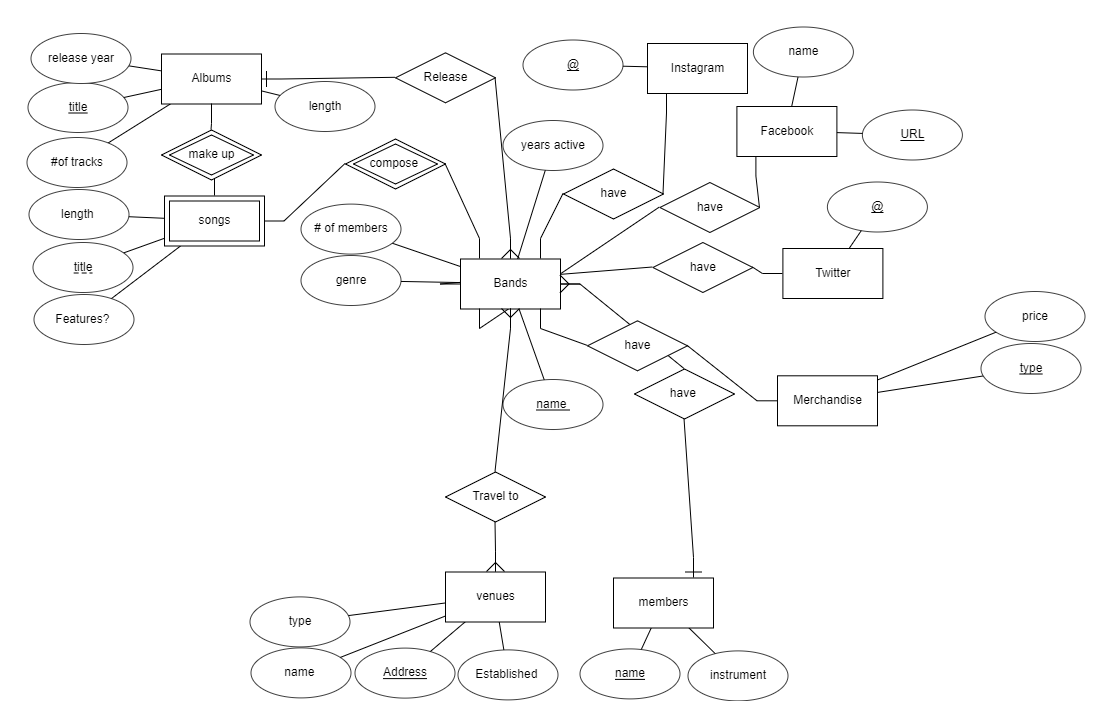 release year
Albums
title
length
#of tracks
make up
Release
compose
length
songs
title
Features?
@
Instagram
name
Facebook
URL
years active
have
have
@
# of members
genre
Bands
have
Twitter
have
have
price
type
Merchandise
name
Travel to
venues
members
type
name
Address
Established
name
instrument